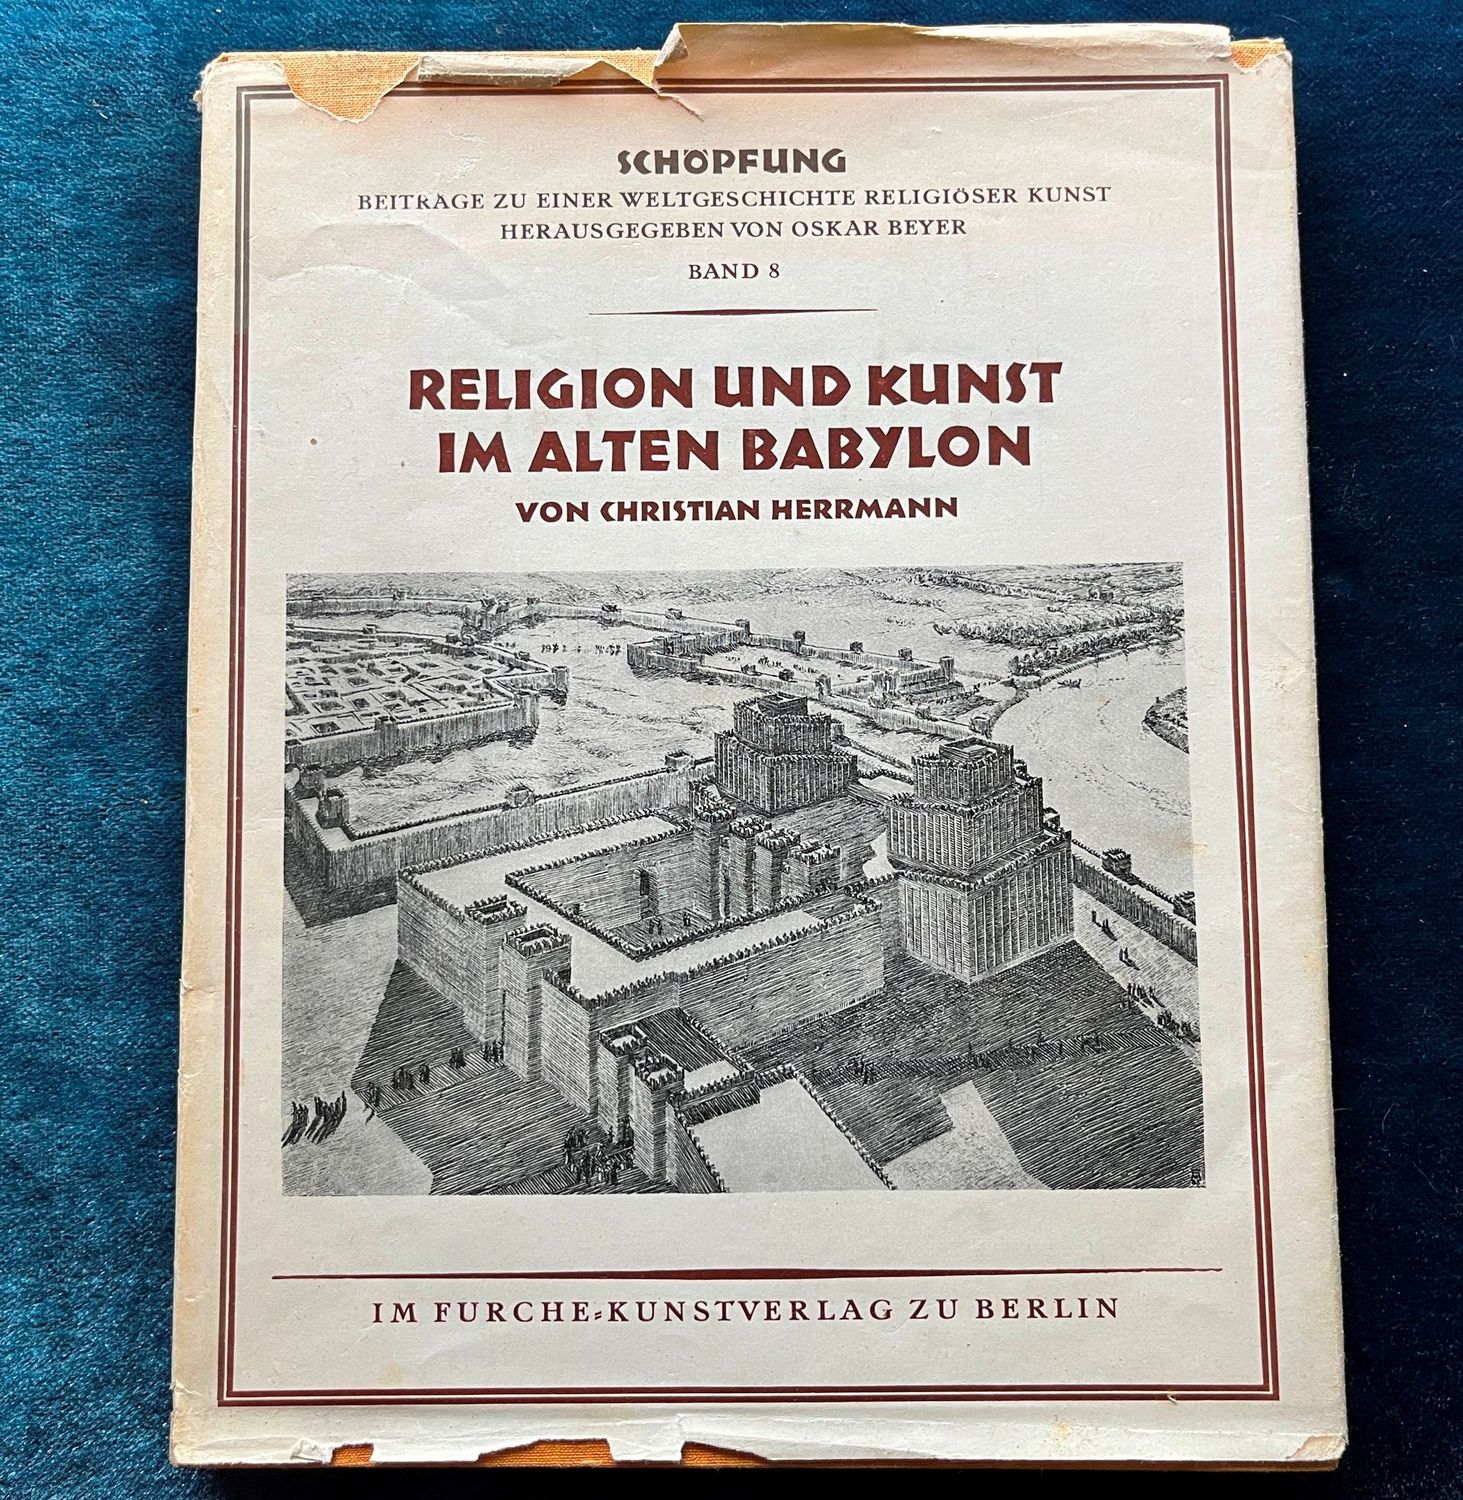 SCHÖPFUNG
BEITRÄGE ZU EINER WELTGESCHICHTE RELIGIÖSER KUNST
HERAUSGEGEBEN VON OSKAR BEYER
BAND 8
RELIGION UND KUNST
IM ALTEN BABYLON
VON CHRISTIAN HERRMANN
IM FURCHE=KUNSTVERLAG ZU BERLIN